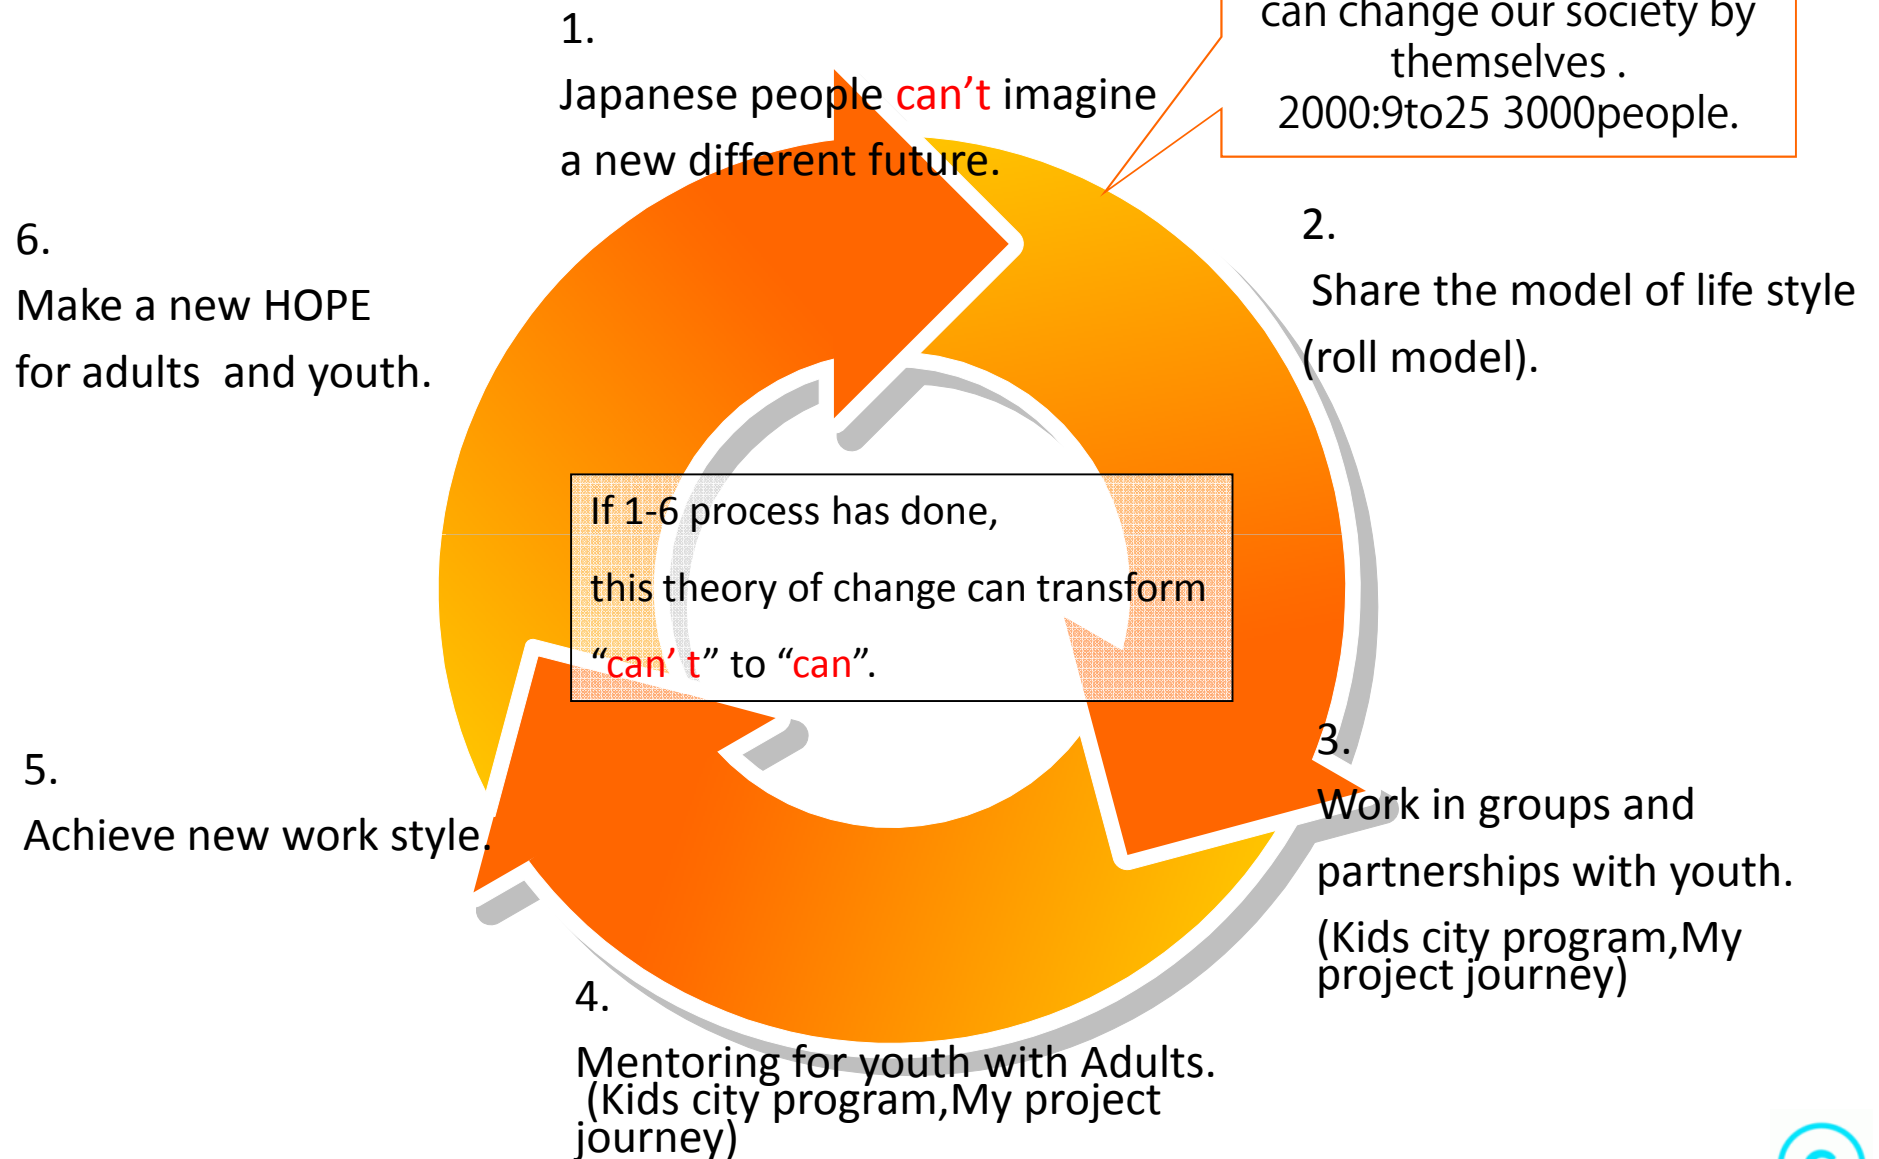 can change our society by
themselves .
2000:9to25 3000people.
1.
Japanese people can't imagine
a new different future.
2.
Share the model of life style
(roll model).
3.
Work in groups and
partnerships with youth.
(Kids city program,My
project journey)
4.
Mentoring for youth with Adults.
(Kids city program,My project
journey)
5.
Achieve new work style.
6.
Make a new HOPE
for adults  and youth.
If 1-6 process has done,
this theory of change can transform
“can’ t” to “can”.